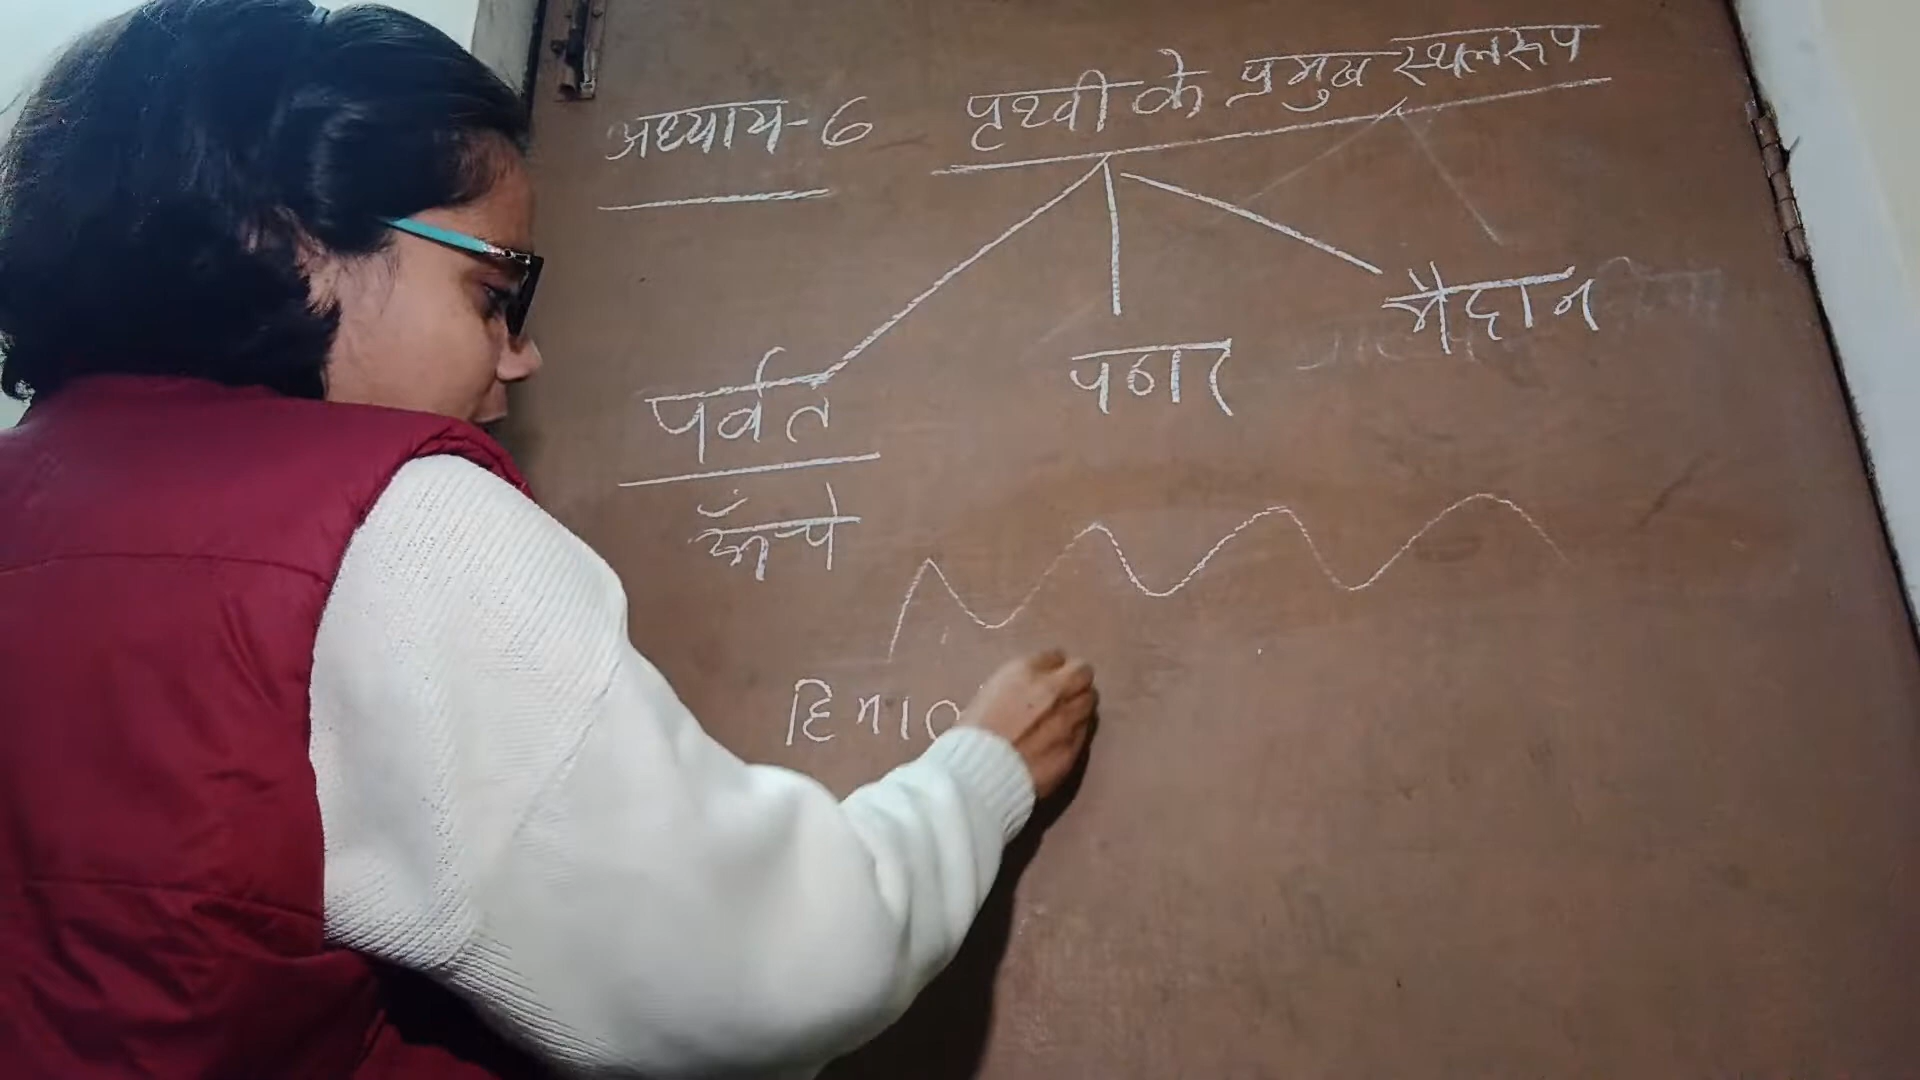 अध्याय-6 पृथ्वी के प्रमुख स्थलरूप
पर्वत पठार मैदान
ऊँचे
हिमाल